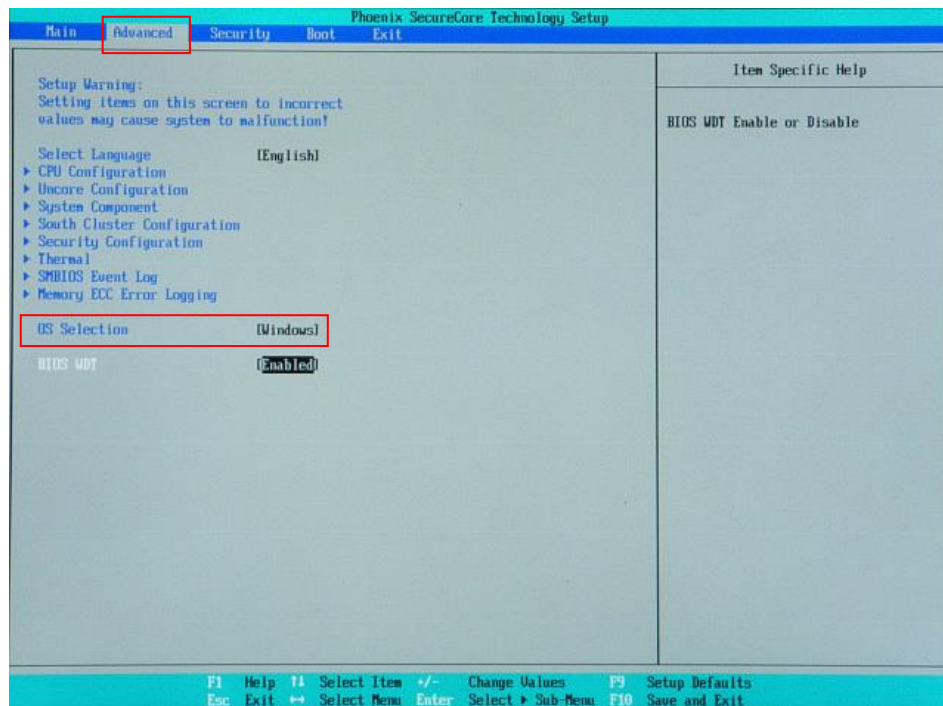 Phoenix SecureCore Technology Setup
Main Advanced Security Boot Exit
Setup Warning:
Setting items on this screen to incorrect
values may cause system to malfunction!
Select Language [English]
CPU Configuration
Uncore Configuration
System Component
South Cluster Configuration
Security Configuration
Thermal
SMBIOS Event Log
Memory ECC Error Logging
OS Selection [Windows]
BIOS WDT [Enabled]
Item Specific Help
BIOS WDT Enable or Disable
F1 Help ↑↓ Select Item +/- Change Values F9 Setup Defaults
Esc Exit ↔ Select Menu Enter Select ▶ Sub-Menu F10 Save and Exit